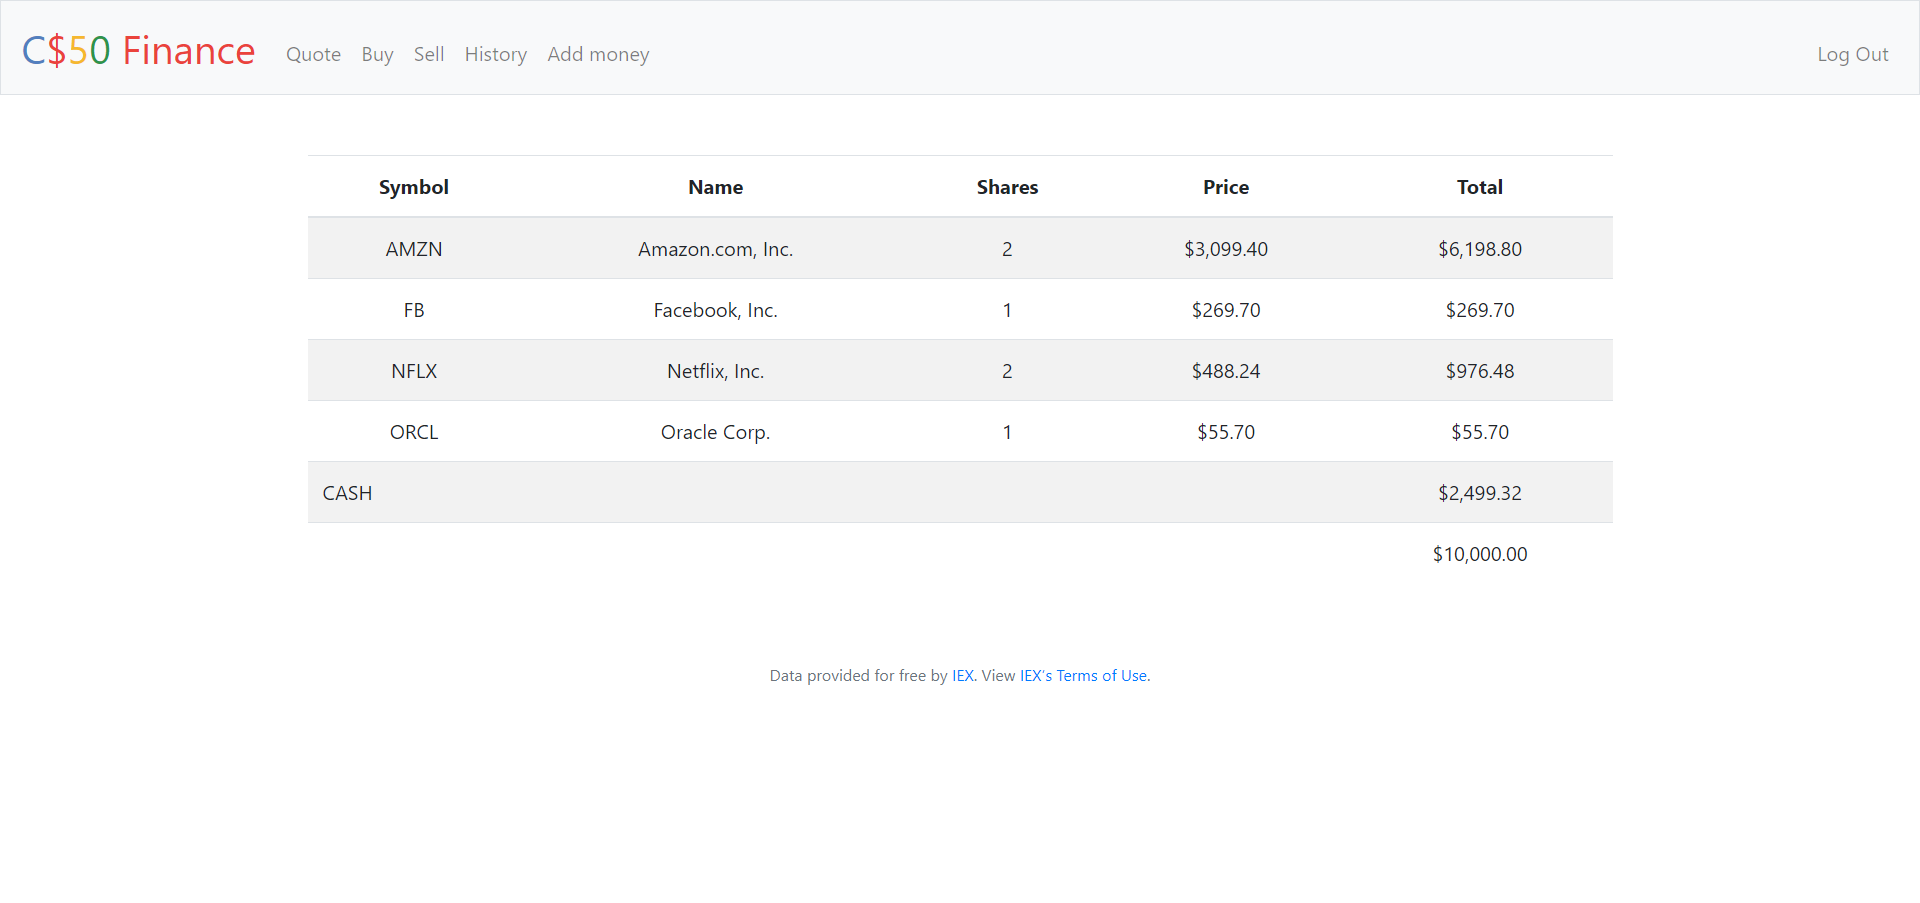 C$50 Finance Quote Buy Sell History Add money Log Out
Symbol Name Shares Price Total
AMZN Amazon.com, Inc. 2 $3,099.40 $6,198.80
FB Facebook, Inc. 1 $269.70 $269.70
NFLX Netflix, Inc. 2 $488.24 $976.48
ORCL Oracle Corp. 1 $55.70 $55.70
CASH $2,499.32
$10,000.00
Data provided for free by IEX. View IEX's Terms of Use.